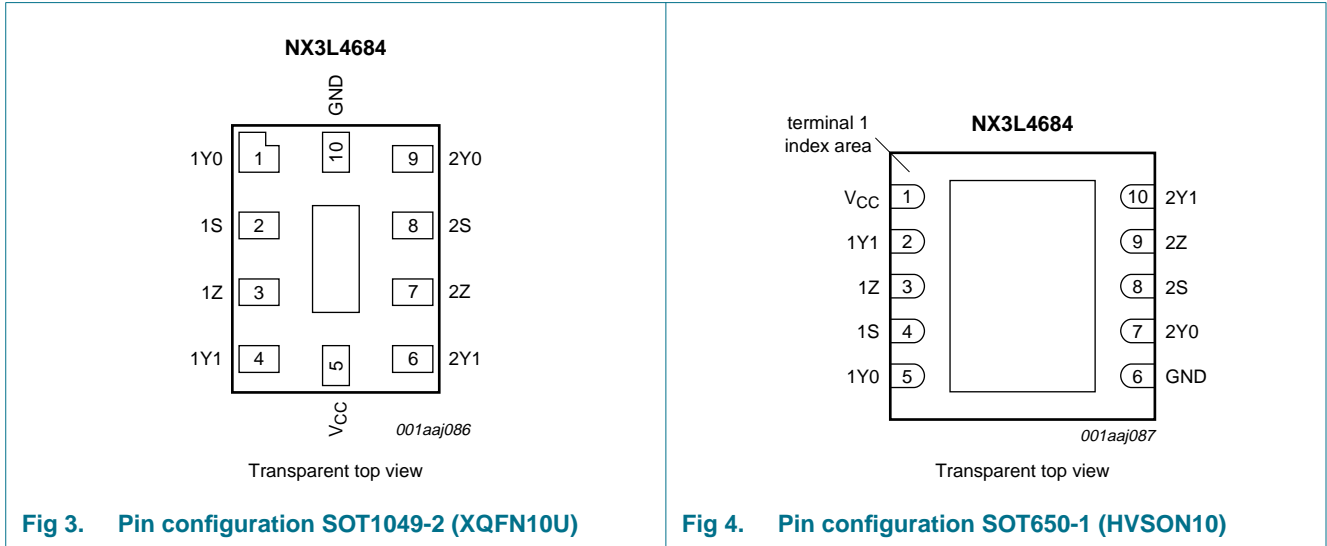 NX3L4684
GND
1Y0 1 10 9 2Y0
1S 2 8 2S
1Z 3 7 2Z
1Y1 4 5 6 2Y1
VCC
001aaj086
Transparent top view
Fig 3. Pin configuration SOT1049-2 (XQFN10U)
terminal 1
index area
NX3L4684
VCC 1 10 2Y1
1Y1 2 9 2Z
1Z 3 8 2S
1S 4 7 2Y0
1Y0 5 6 GND
001aaj087
Transparent top view
Fig 4. Pin configuration SOT650-1 (HVSON10)